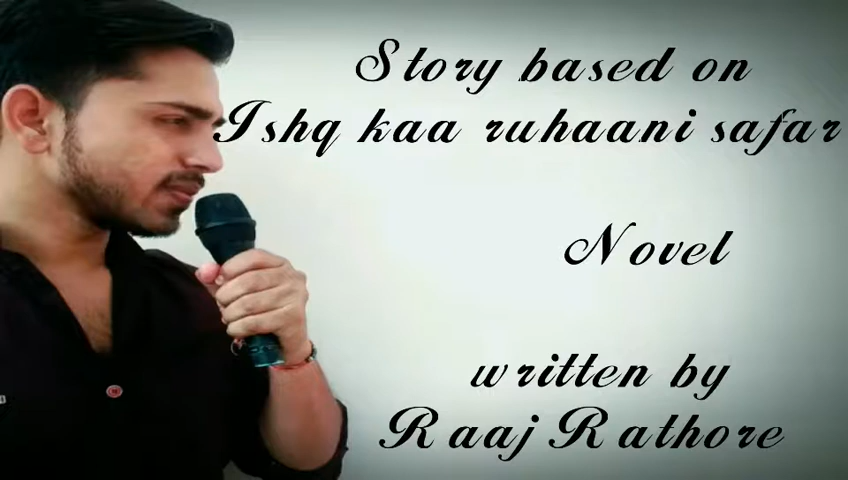 Story based on
Ishq kaa ruhaani safar
Novel
written by
Raaj Rathore